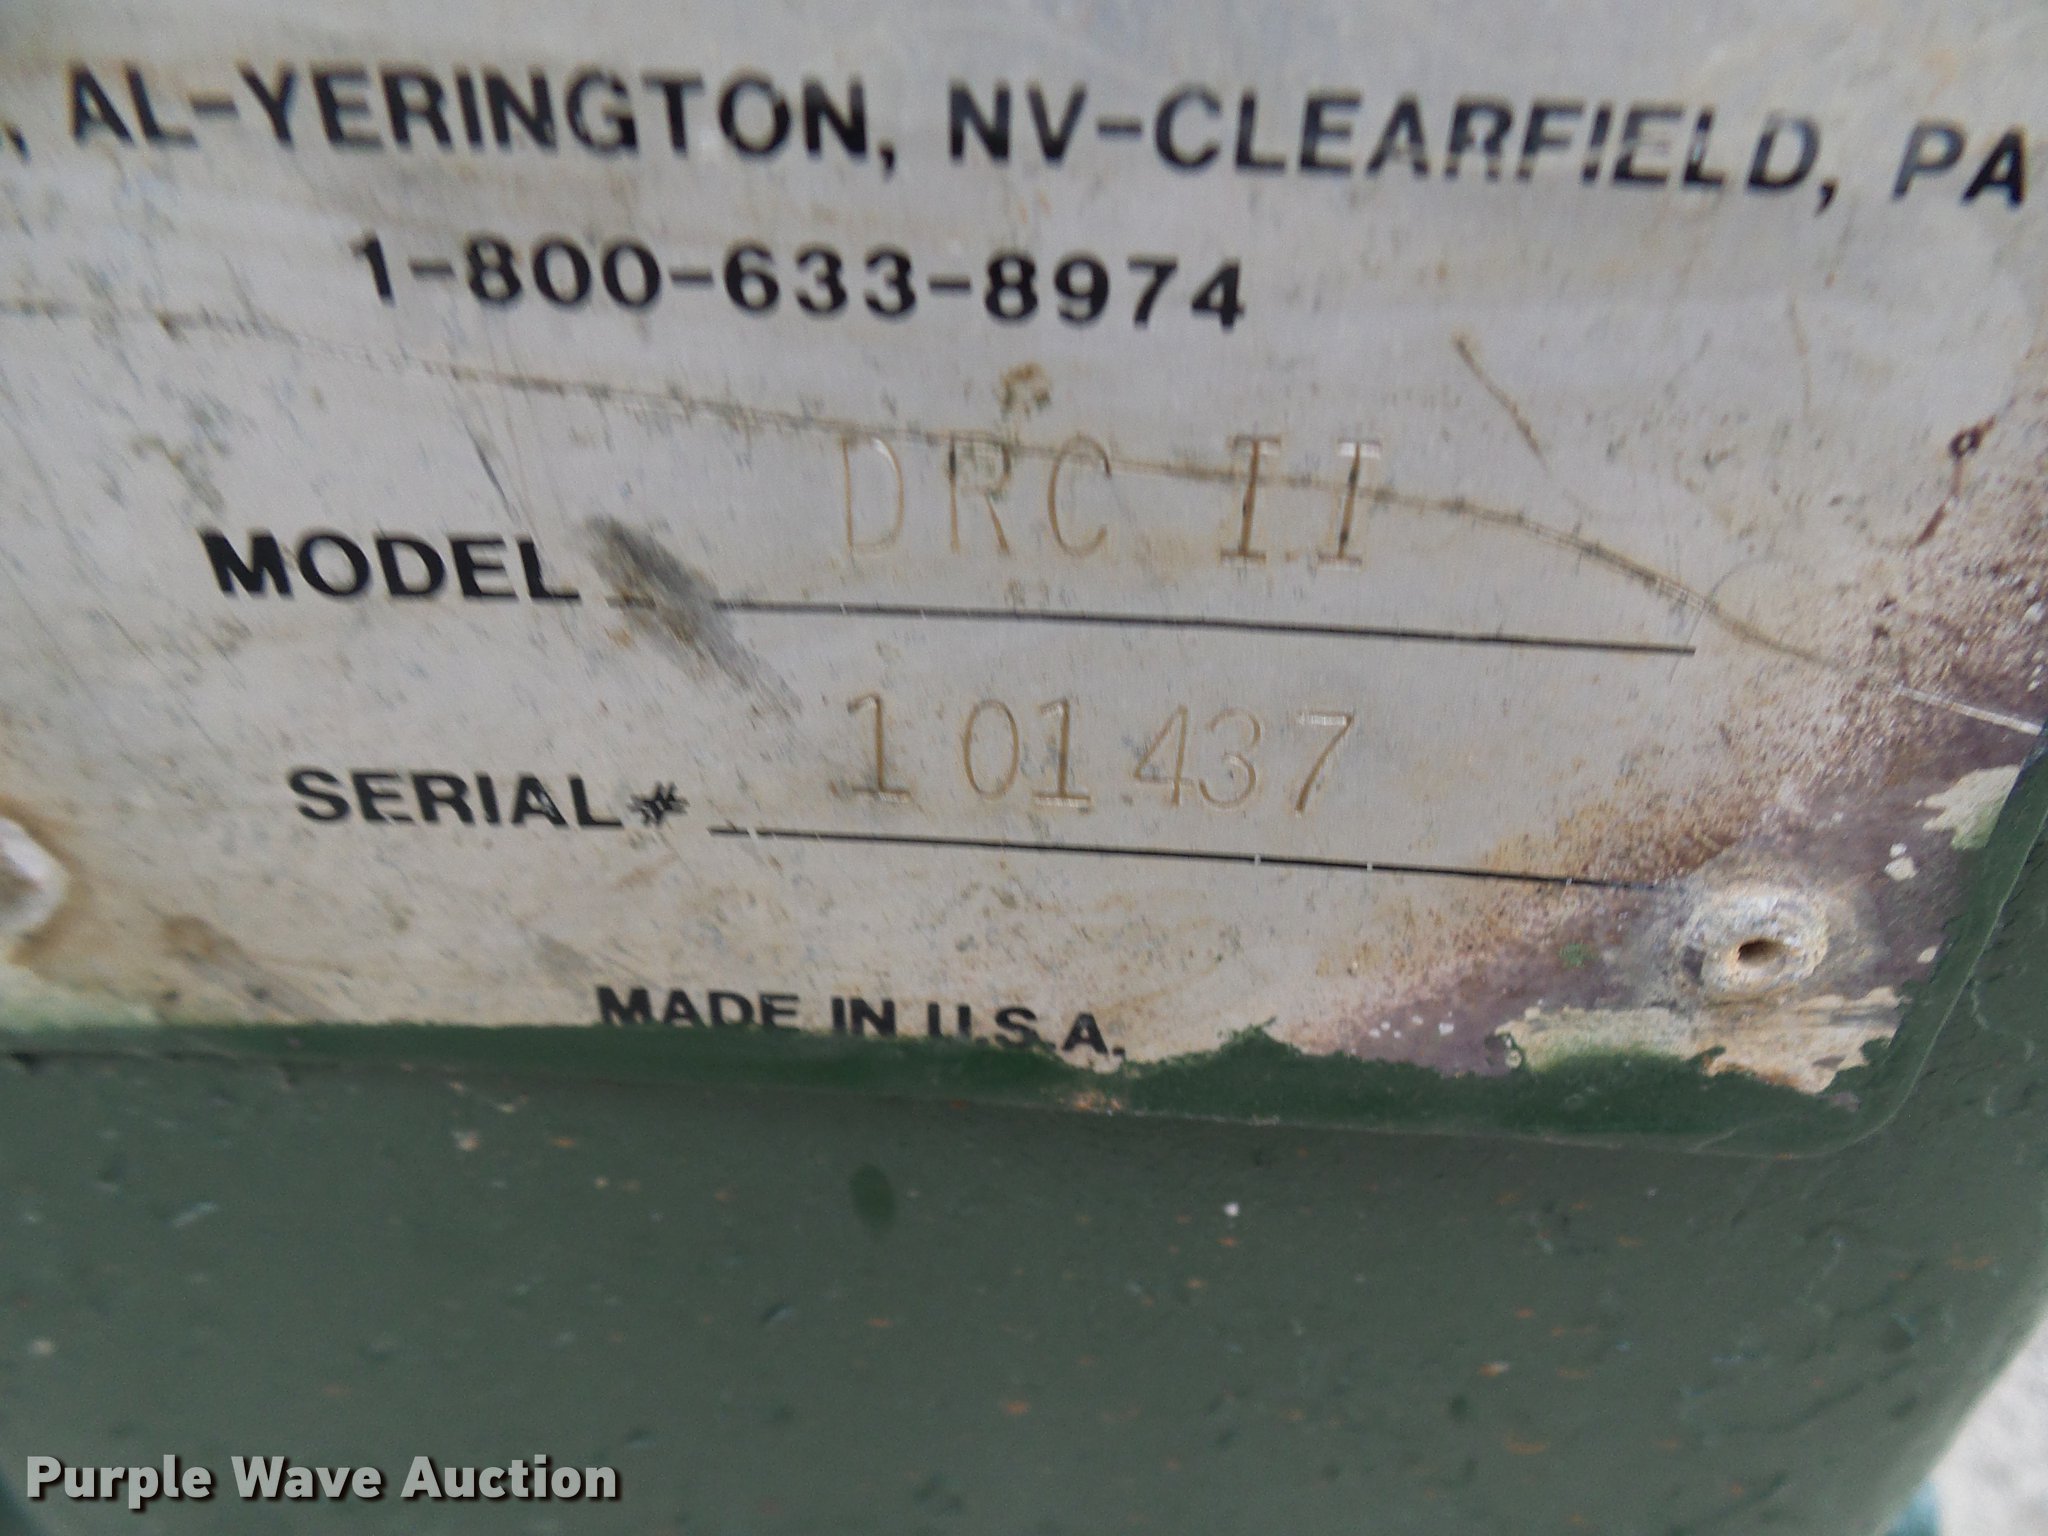 , AL-YERINGTON, NV-CLEARFIELD, PA
1-800-633-8974
MODEL DRC II
SERIAL# 101437
MADE IN U.S.A.
Purple Wave Auction